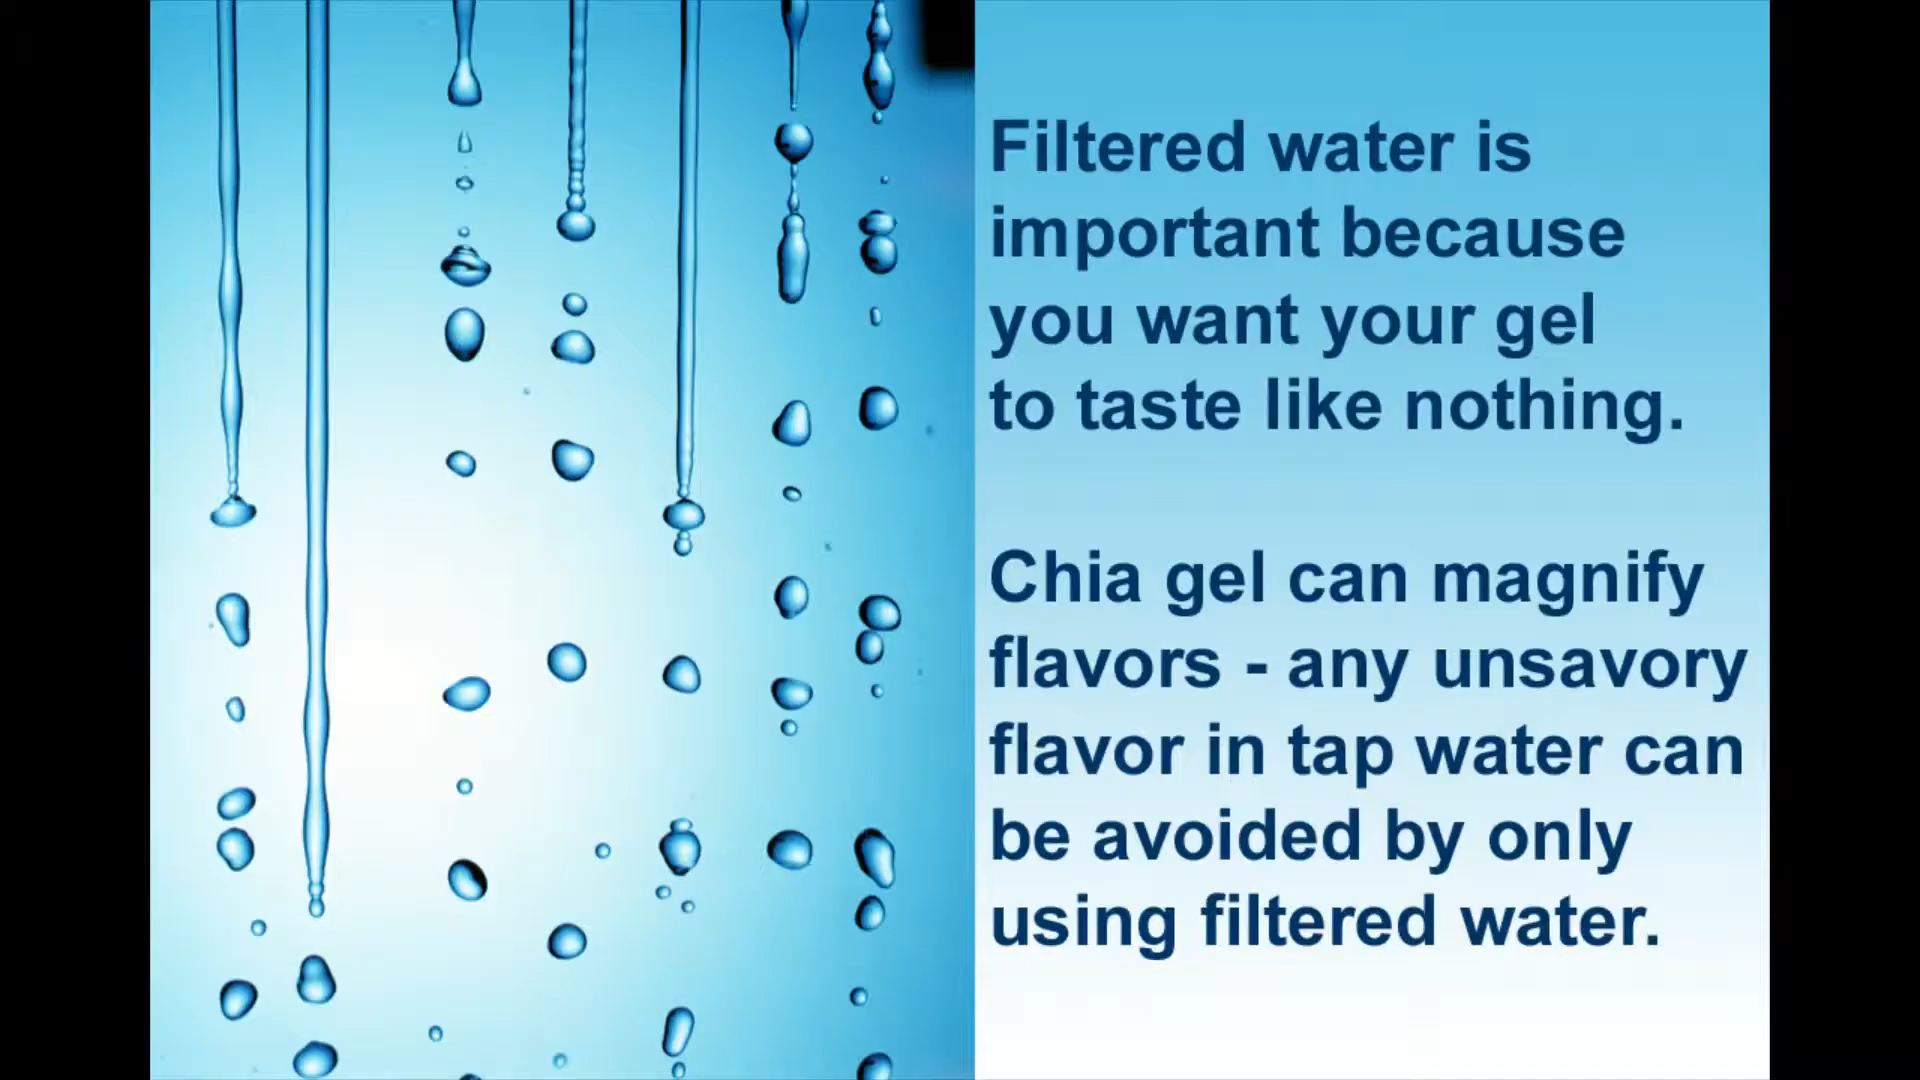 Filtered water is
important because
you want your gel
to taste like nothing.
Chia gel can magnify
flavors - any unsavory
flavor in tap water can
be avoided by only
using filtered water.